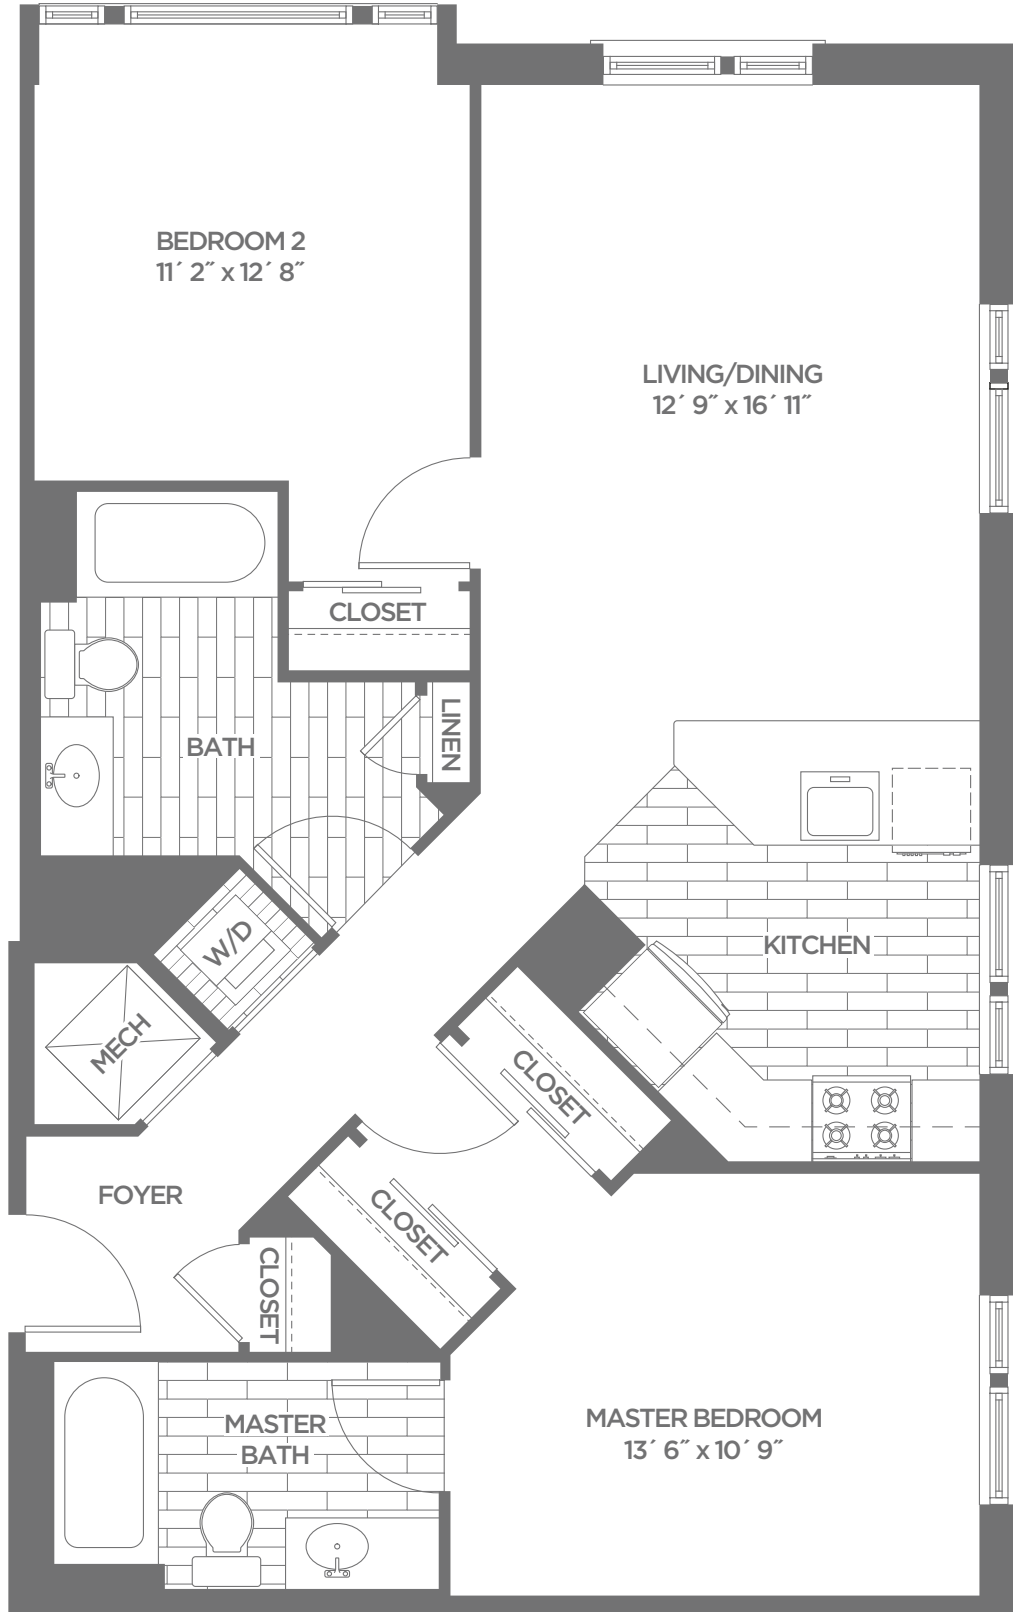 BEDROOM 2
11´ 2˝ x 12´ 8˝
LIVING/DINING
12´ 9˝ x 16´ 11˝
CLOSET
LINEN
BATH
W/D
KITCHEN
MECH
CLOSET
FOYER
CLOSET
CLOSET
MASTER
BATH
MASTER BEDROOM
13´ 6˝ x 10´ 9˝